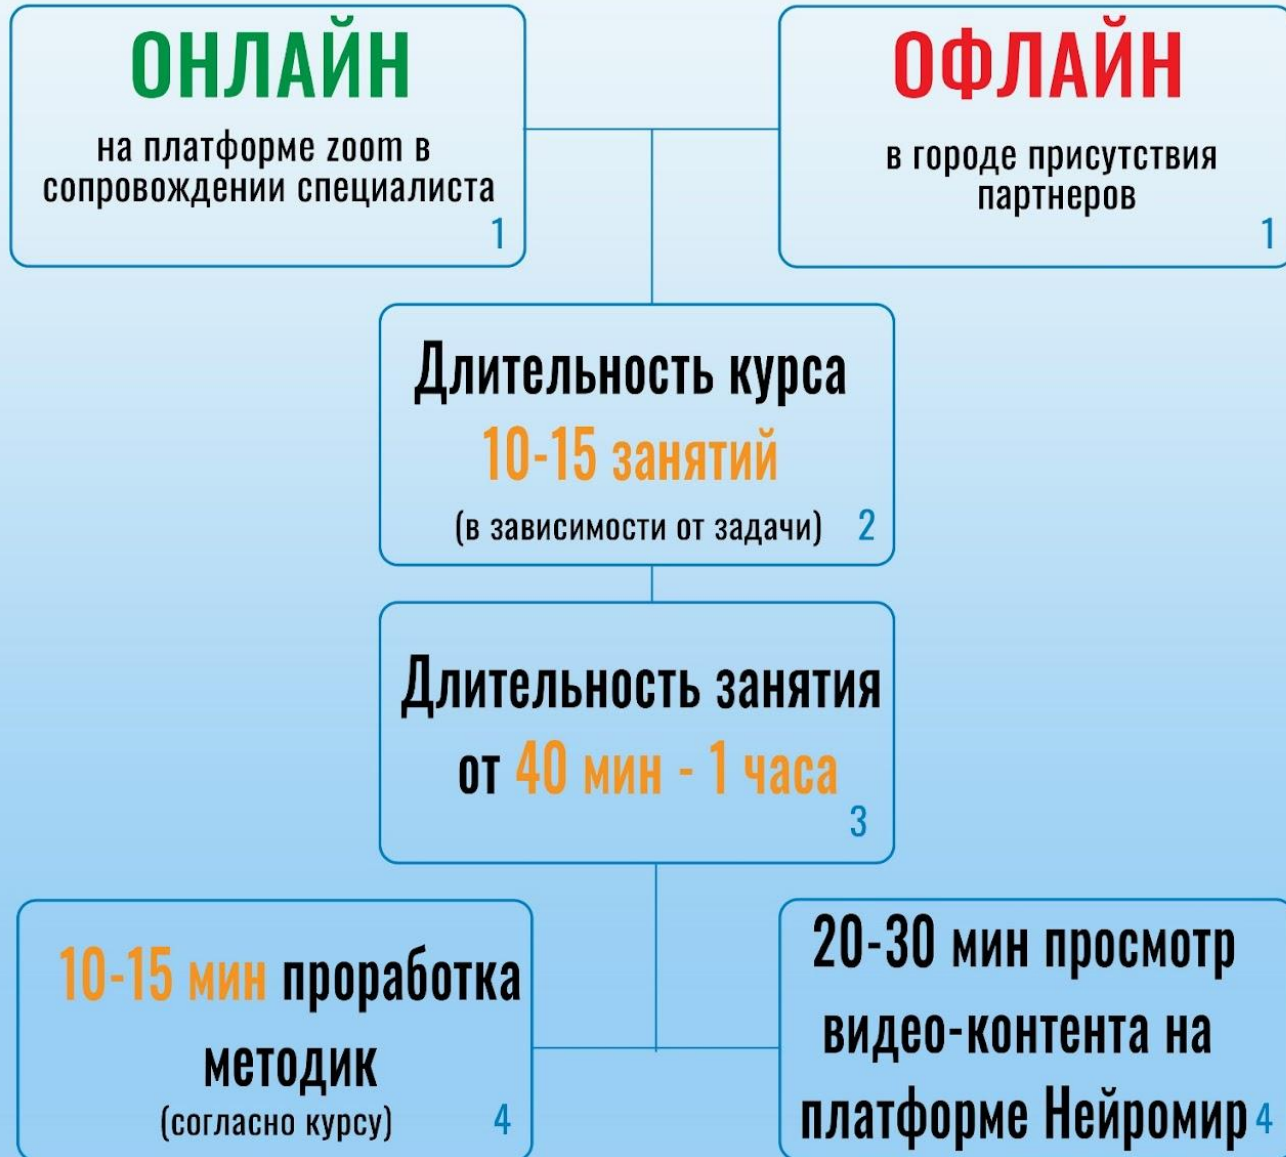 ОНЛАЙН
на платформе zoom в
сопровождении специалиста
1
ОФЛАЙН
в городе присутствия
партнеров
1
Длительность курса
10-15 занятий
(в зависимости от задачи) 2
Длительность занятия
от 40 мин - 1 часа
3
10-15 мин проработка
методик
(согласно курсу) 4
20-30 мин просмотр
видео-контента на
платформе Нейромир 4